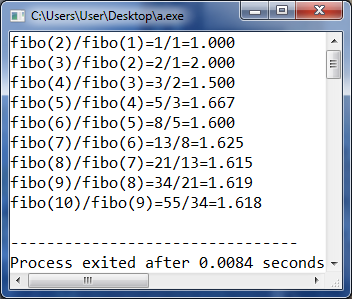 C:\Users\User\Desktop\a.exe
fibo(2)/fibo(1)=1/1=1.000
fibo(3)/fibo(2)=2/1=2.000
fibo(4)/fibo(3)=3/2=1.500
fibo(5)/fibo(4)=5/3=1.667
fibo(6)/fibo(5)=8/5=1.600
fibo(7)/fibo(6)=13/8=1.625
fibo(8)/fibo(7)=21/13=1.615
fibo(9)/fibo(8)=34/21=1.619
fibo(10)/fibo(9)=55/34=1.618
--------------------------------
Process exited after 0.0084 seconds